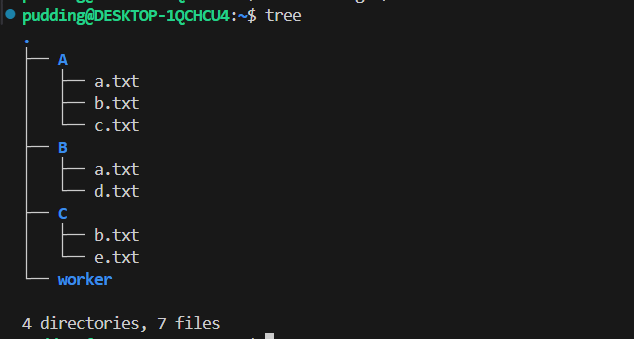 pudding@DESKTOP-1QCHCU4:~$ tree
.
├── A
│   ├── a.txt
│   ├── b.txt
│   └── c.txt
├── B
│   ├── a.txt
│   └── d.txt
├── C
│   ├── b.txt
│   └── e.txt
└── worker

4 directories, 7 files